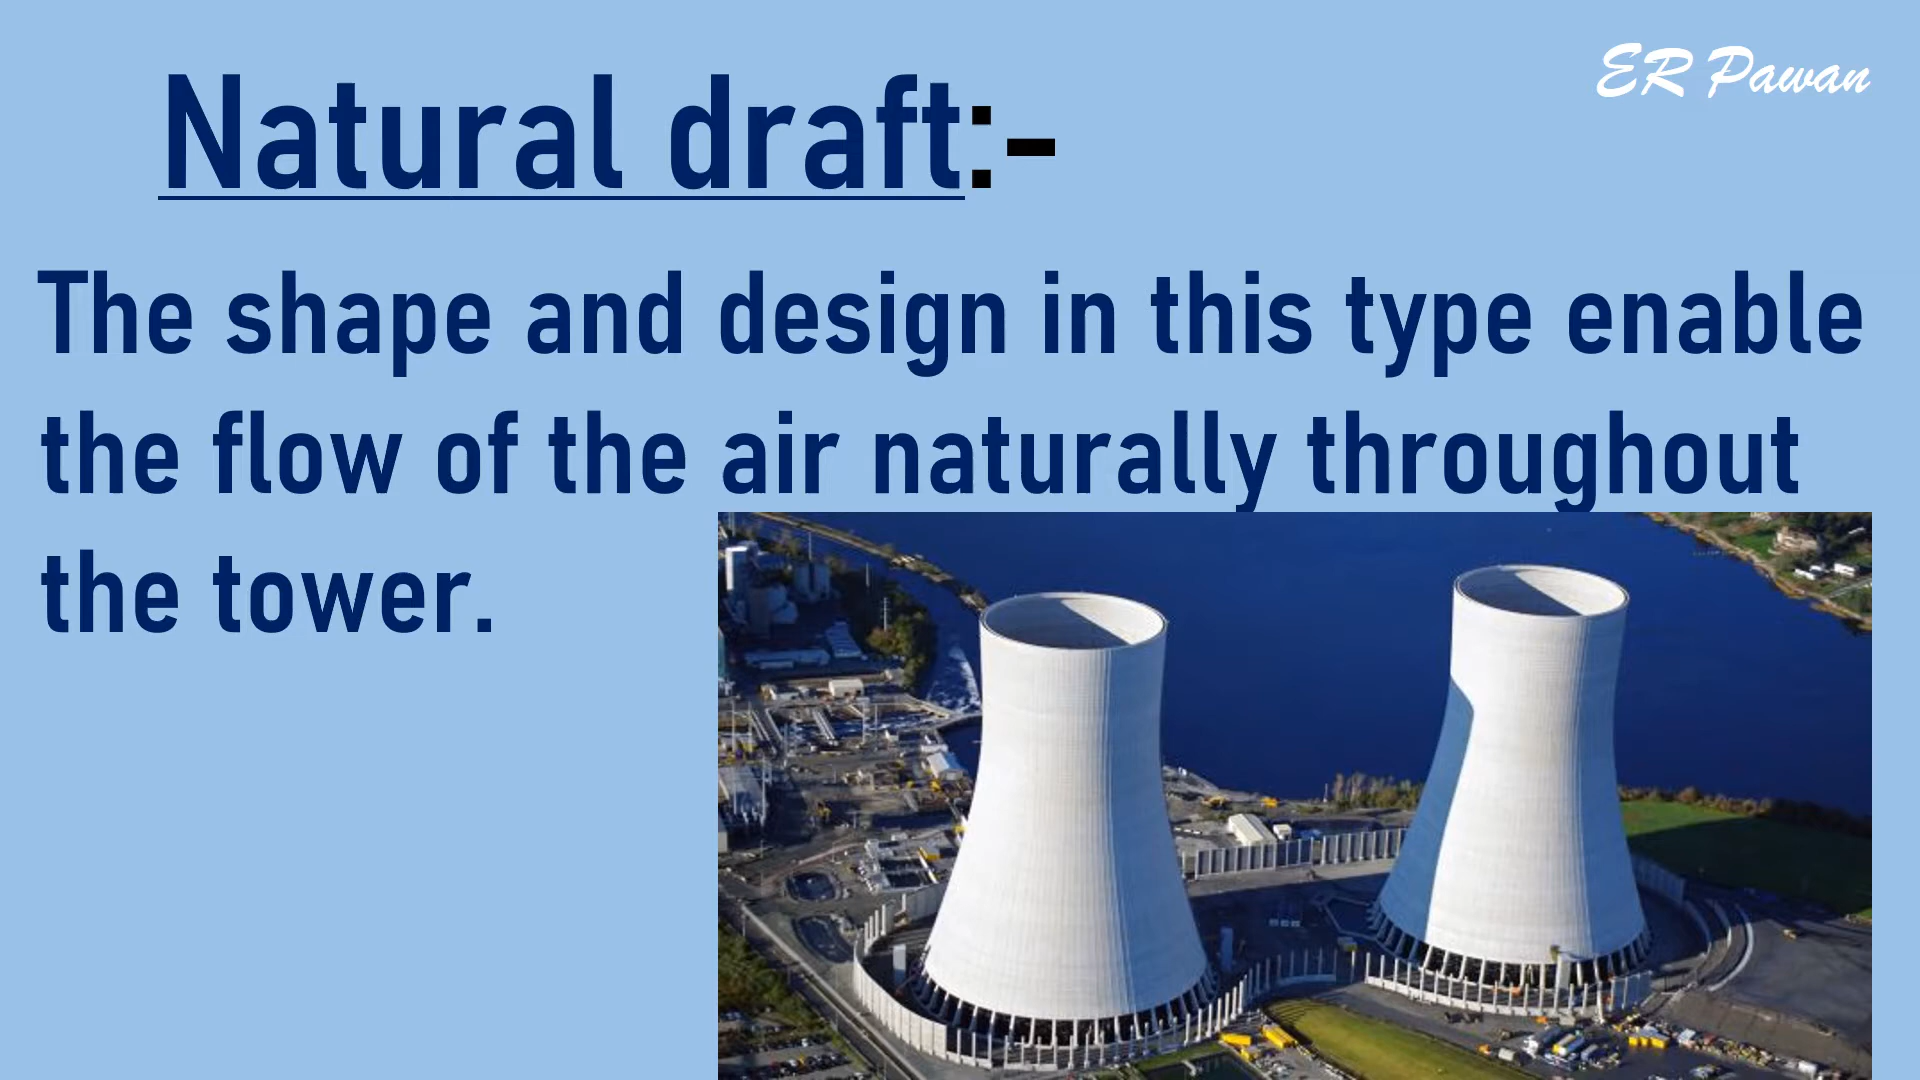 ER Pawan
Natural draft:-
The shape and design in this type enable
the flow of the air naturally throughout
the tower.